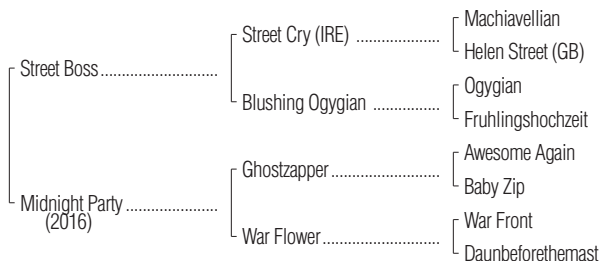 Machiavellian
Street Cry (IRE) ....................
Helen Street (GB)
Street Boss............................
Ogygian
Blushing Ogygian ...................
Fruhlingshochzeit
Awesome Again
Ghostzapper..........................
Baby Zip
Midnight Party ......................
(2016)
War Front
War Flower............................
Daunbeforethemast